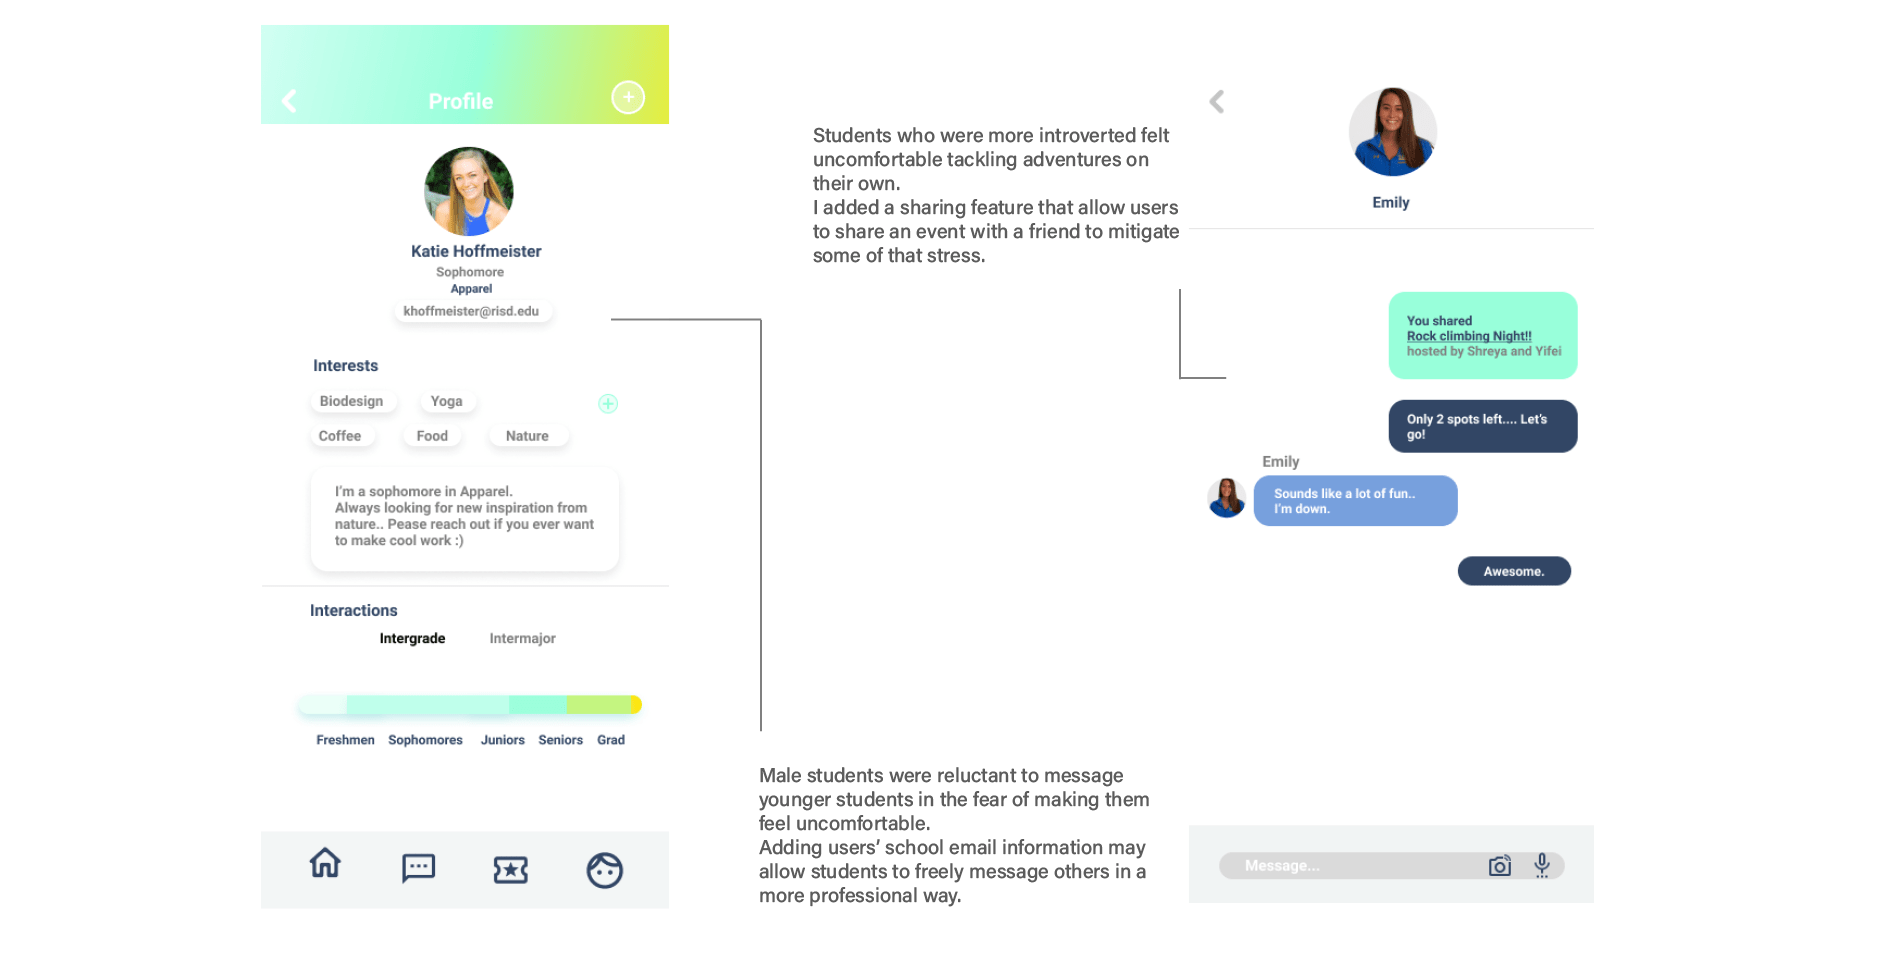 Profile
Katie Hoffmeister
Sophomore
Apparel
khoffmeister@risd.edu
Interests
Biodesign Yoga
Coffee Food Nature
I'm a sophomore in Apparel.
Always looking for new inspiration from
nature.. Pease reach out if you ever want
to make cool work :)
Interactions
Intergrade Intermajor
Freshmen Sophomores Juniors Seniors Grad
Students who were more introverted felt
uncomfortable tackling adventures on
their own.
I added a sharing feature that allow users
to share an event with a friend to mitigate
some of that stress.
Male students were reluctant to message
younger students in the fear of making them
feel uncomfortable.
Adding users' school email information may
allow students to freely message others in a
more professional way.
Emily
You shared
Rock climbing Night!!
hosted by Shreya and Yifei
Only 2 spots left.... Let's
go!
Emily
Sounds like a lot of fun..
I'm down.
Awesome.
Message...